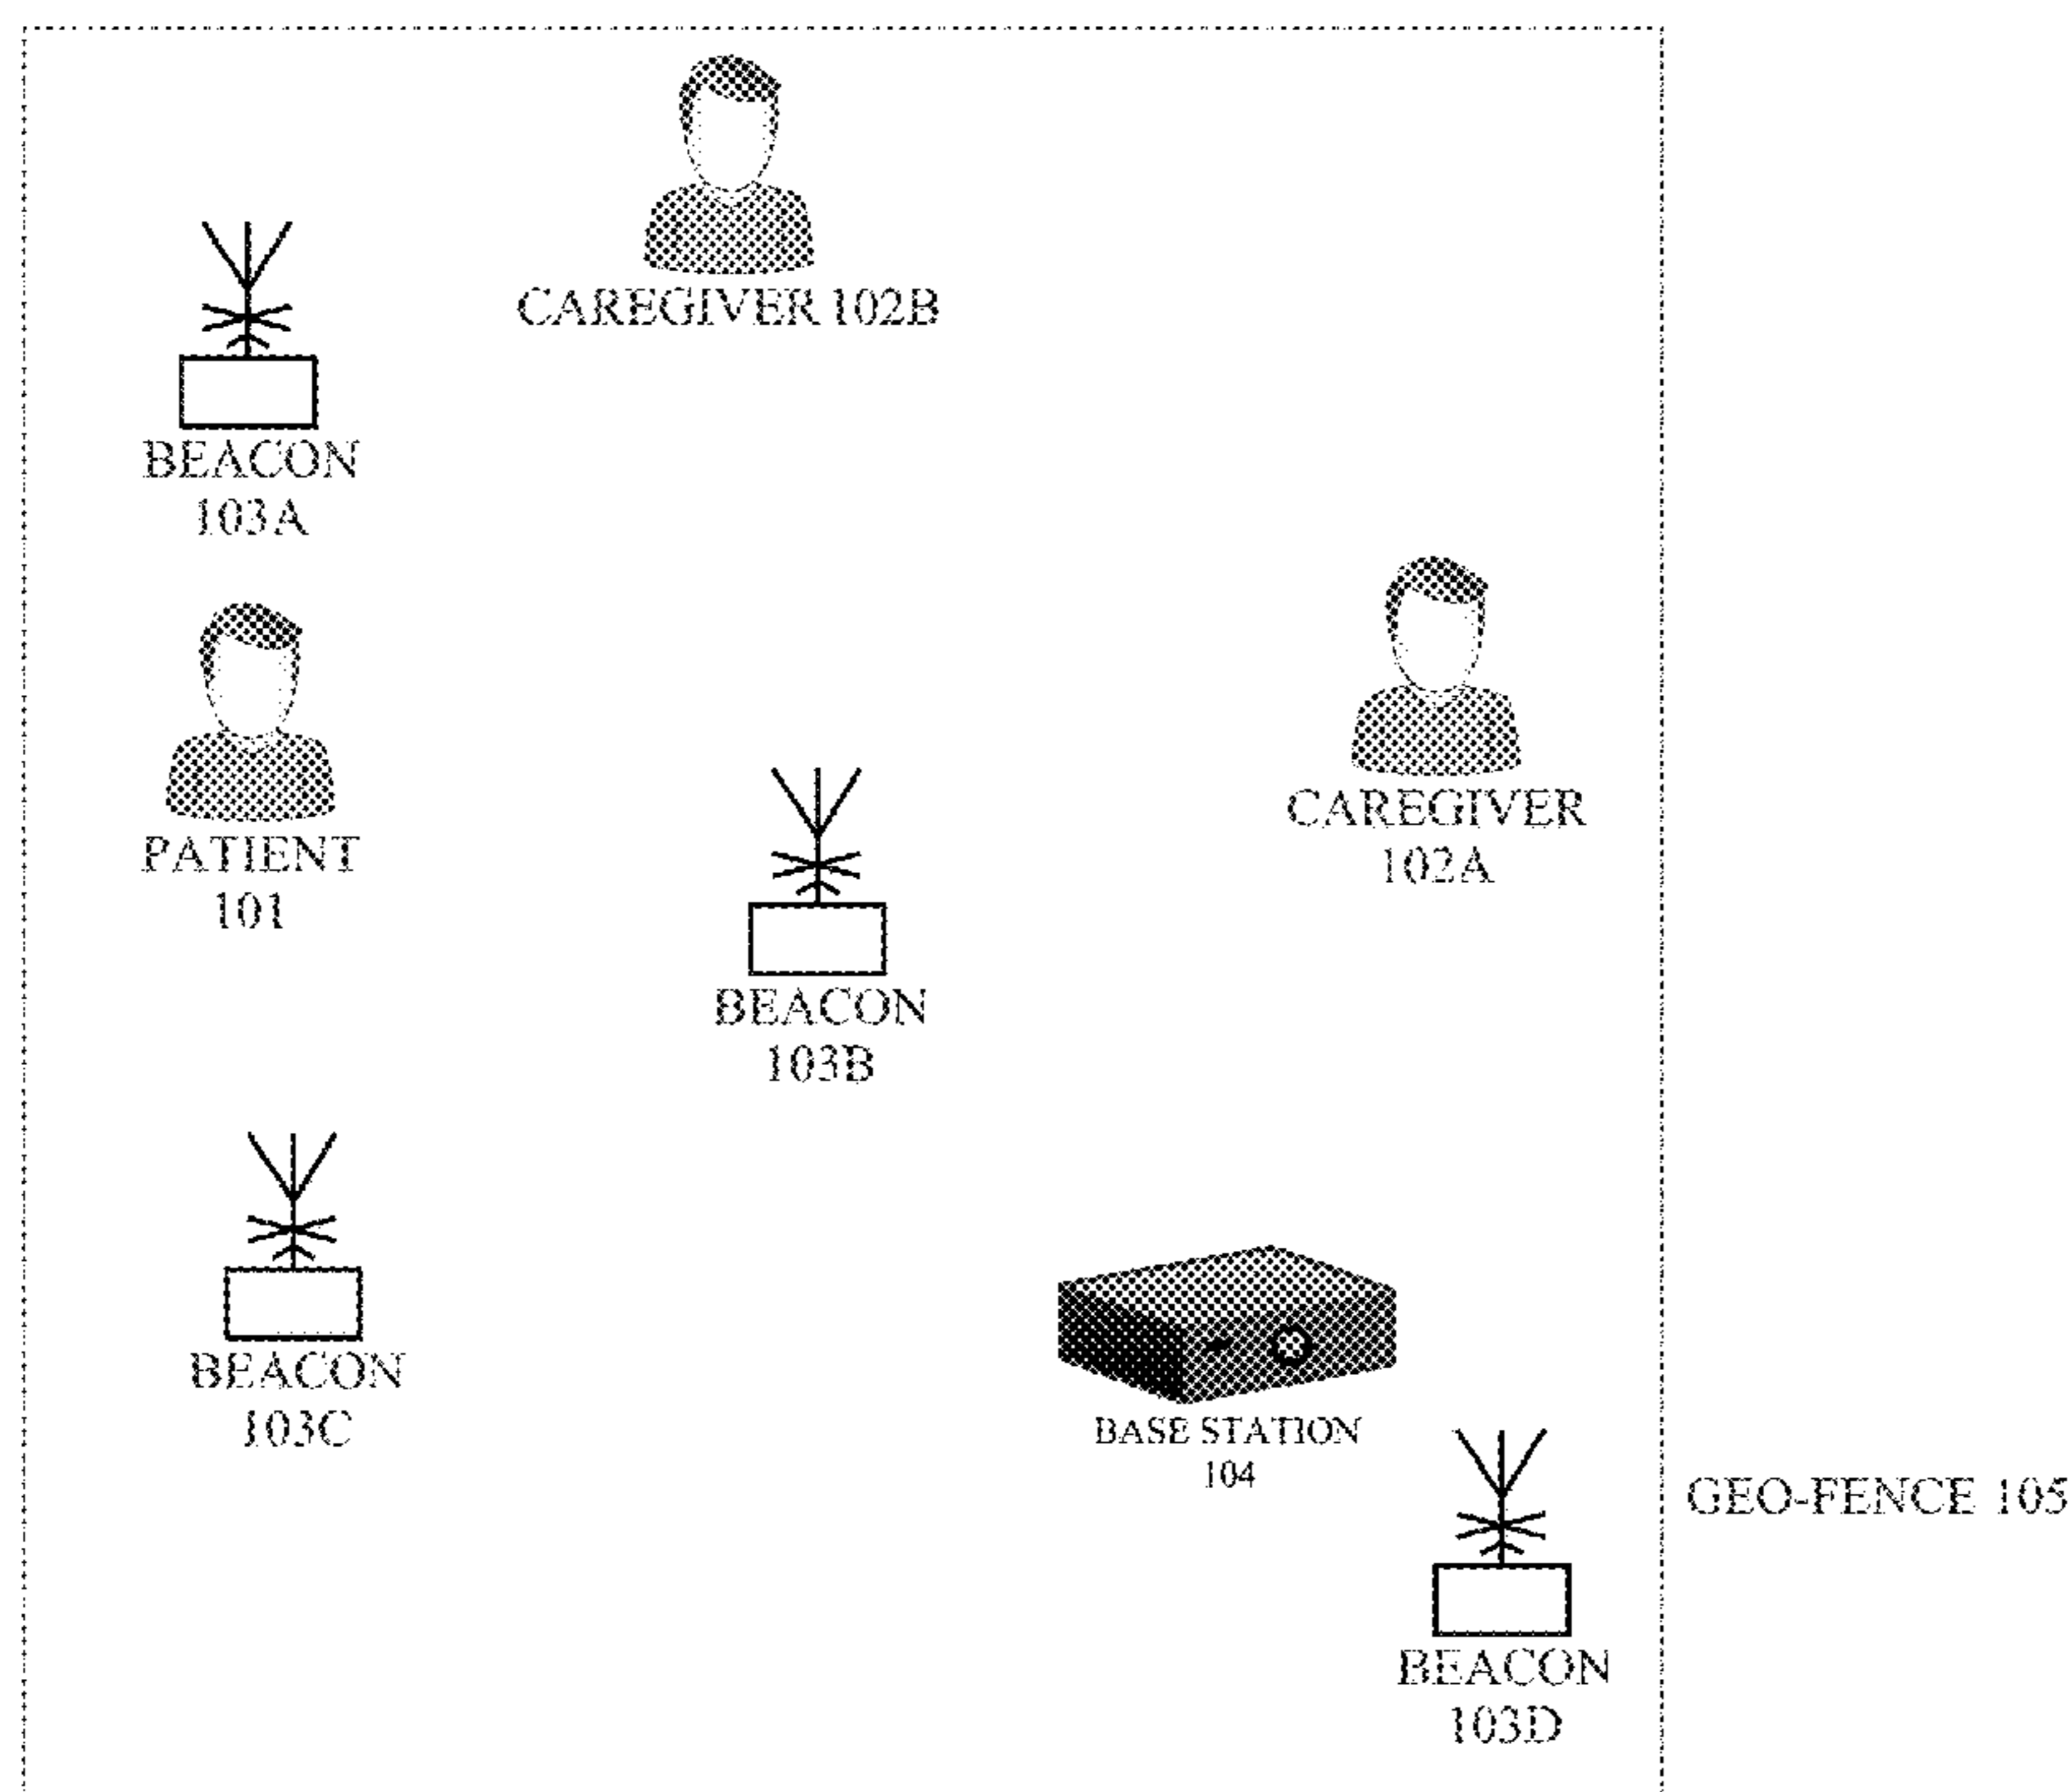 CAREGIVER 102B
BEACON
103A
CAREGIVER
102A
PATIENT
101
BEACON
103B
BEACON
103C
BASE STATION
104
GEO-FENCE 105
BEACON
103D